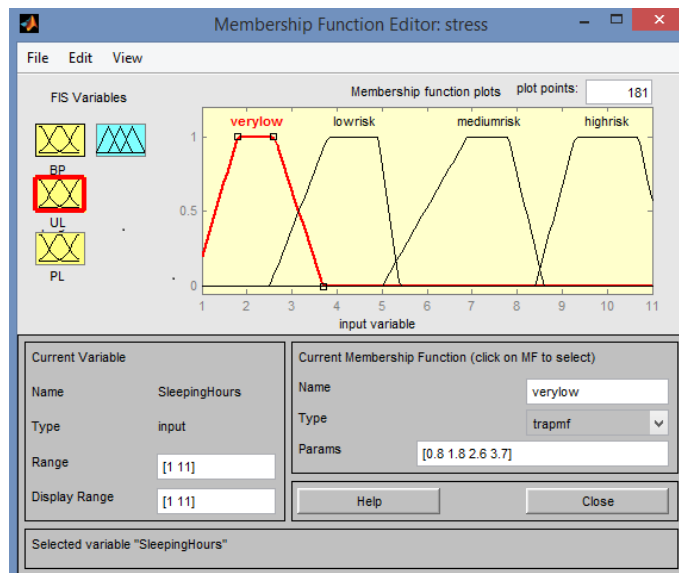 Membership Function Editor: stress
File Edit View
FIS Variables
BP
UL
PL
Membership function plots plot points: 181
verylow lowrisk mediumrisk highrisk
1
0.5
0
1 2 3 4 5 6 7 8 9 10 11
input variable
Current Variable
Name SleepingHours
Type input
Range [1 11]
Display Range [1 11]
Current Membership Function (click on MF to select)
Name verylow
Type trapmf
Params [0.8 1.8 2.6 3.7]
Help Close
Selected variable "SleepingHours"